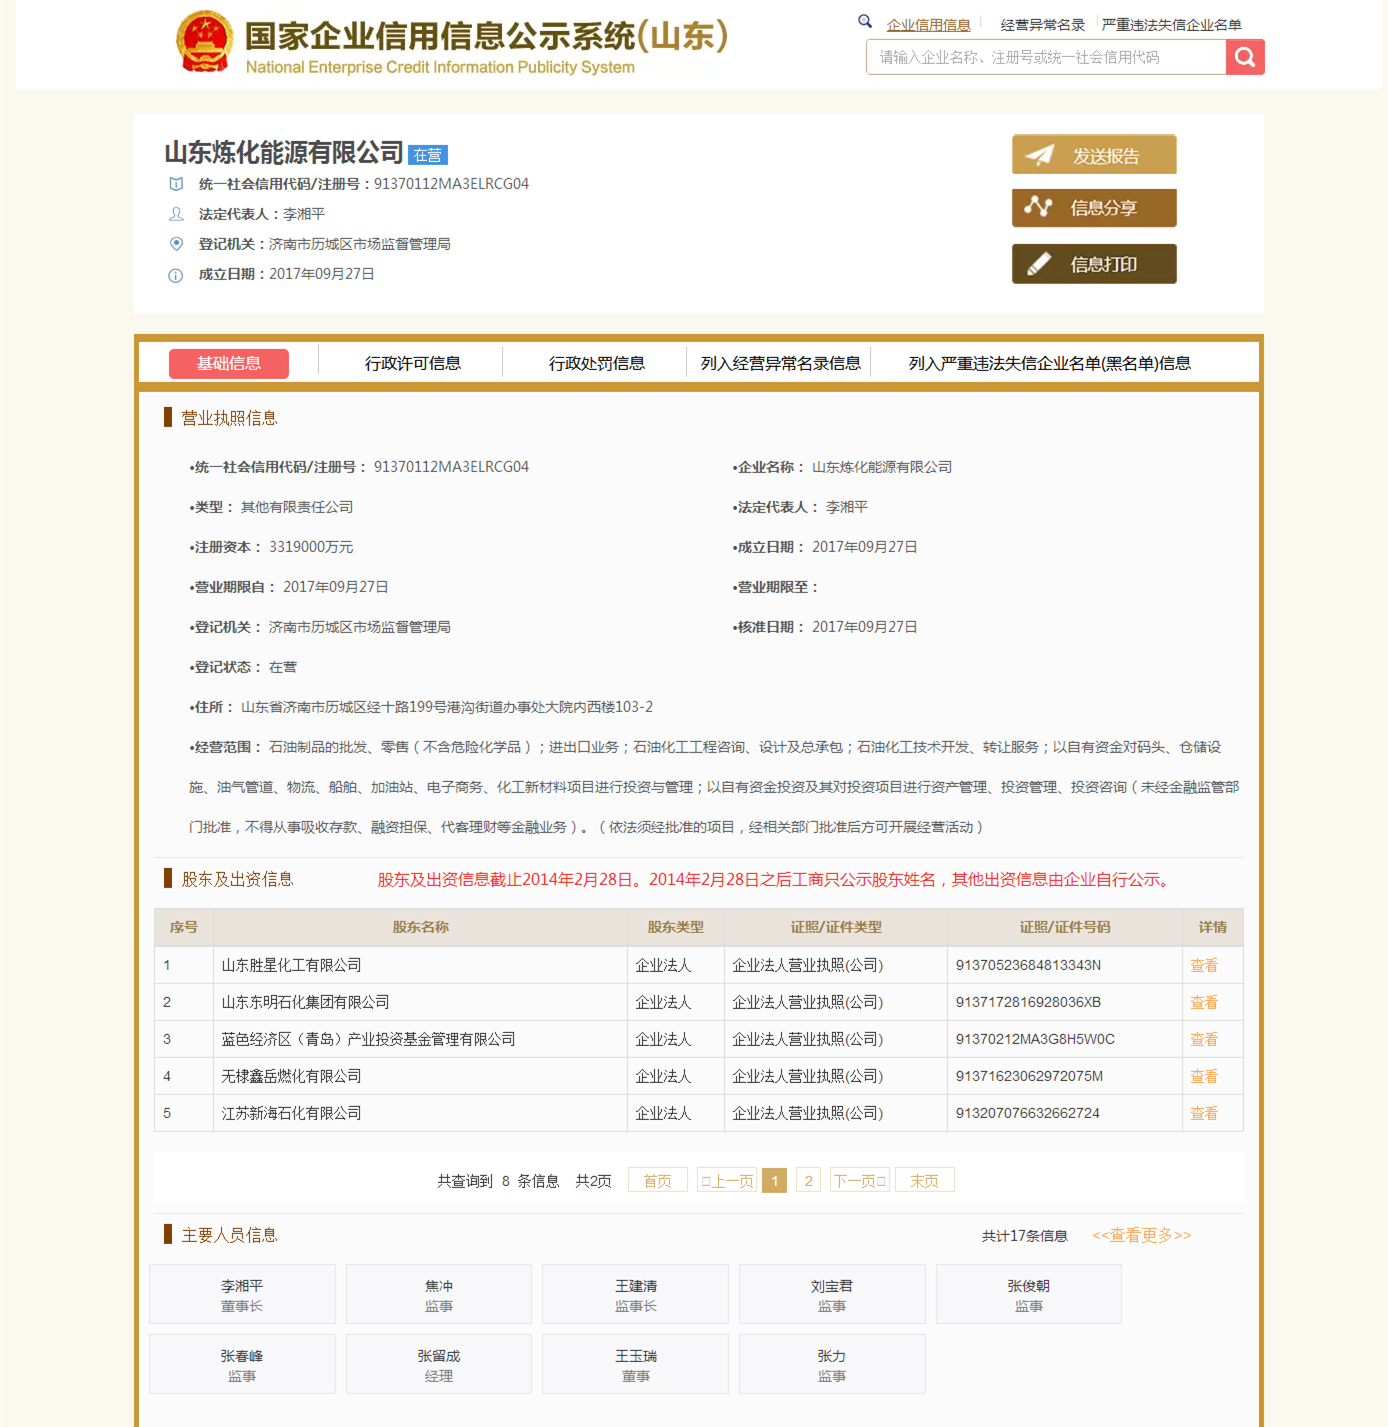 国家企业信用信息公示系统(山东)
National Enterprise Credit Information Publicity System
企业信用信息 经营异常名录 严重违法失信企业名单
请输入企业名称、注册号或统一社会信用代码
山东炼化能源有限公司 在营
统一社会信用代码/注册号：91370112MA3ELRCG04
法定代表人：李湘平
登记机关：济南市历城区市场监督管理局
成立日期：2017年09月27日
发送报告
信息分享
信息打印
基础信息 行政许可信息 行政处罚信息 列入经营异常名录信息 列入严重违法失信企业名单(黑名单)信息
营业执照信息
•统一社会信用代码/注册号： 91370112MA3ELRCG04 •企业名称： 山东炼化能源有限公司
•类型： 其他有限责任公司 •法定代表人： 李湘平
•注册资本： 3319000万元 •成立日期： 2017年09月27日
•营业期限自： 2017年09月27日 •营业期限至：
•登记机关： 济南市历城区市场监督管理局 •核准日期： 2017年09月27日
•登记状态： 在营
•住所： 山东省济南市历城区经十路199号港沟街道办事处大院内西楼103-2
•经营范围： 石油制品的批发、零售（不含危险化学品）；进出口业务；石油化工工程咨询、设计及总承包；石油化工技术开发、转让服务；以自有资金对码头、仓储设
施、油气管道、物流、船舶、加油站、电子商务、化工新材料项目进行投资与管理；以自有资金投资及其对投资项目进行资产管理、投资管理、投资咨询（未经金融监管部
门批准，不得从事吸收存款、融资担保、代客理财等金融业务）。（依法须经批准的项目，经相关部门批准后方可开展经营活动）
股东及出资信息 股东及出资信息截止2014年2月28日。2014年2月28日之后工商只公示股东姓名，其他出资信息由企业自行公示。
序号 股东名称 股东类型 证照/证件类型 证照/证件号码 详情
1 山东胜星化工有限公司 企业法人 企业法人营业执照(公司) 91370523684813343N 查看
2 山东东明石化集团有限公司 企业法人 企业法人营业执照(公司) 9137172816928036XB 查看
3 蓝色经济区（青岛）产业投资基金管理有限公司 企业法人 企业法人营业执照(公司) 91370212MA3G8H5W0C 查看
4 无棣鑫岳燃化有限公司 企业法人 企业法人营业执照(公司) 91371623062972075M 查看
5 江苏新海石化有限公司 企业法人 企业法人营业执照(公司) 913207076632662724 查看
共查询到 8 条信息 共2页 首页 上一页 1 2 下一页 末页
主要人员信息 共计17条信息 <<查看更多>>
李湘平 焦冲 王建清 刘宝君 张俊朝
董事长 监事 监事长 监事 监事
张春峰 张留成 王玉瑞 张力
监事 经理 董事 监事